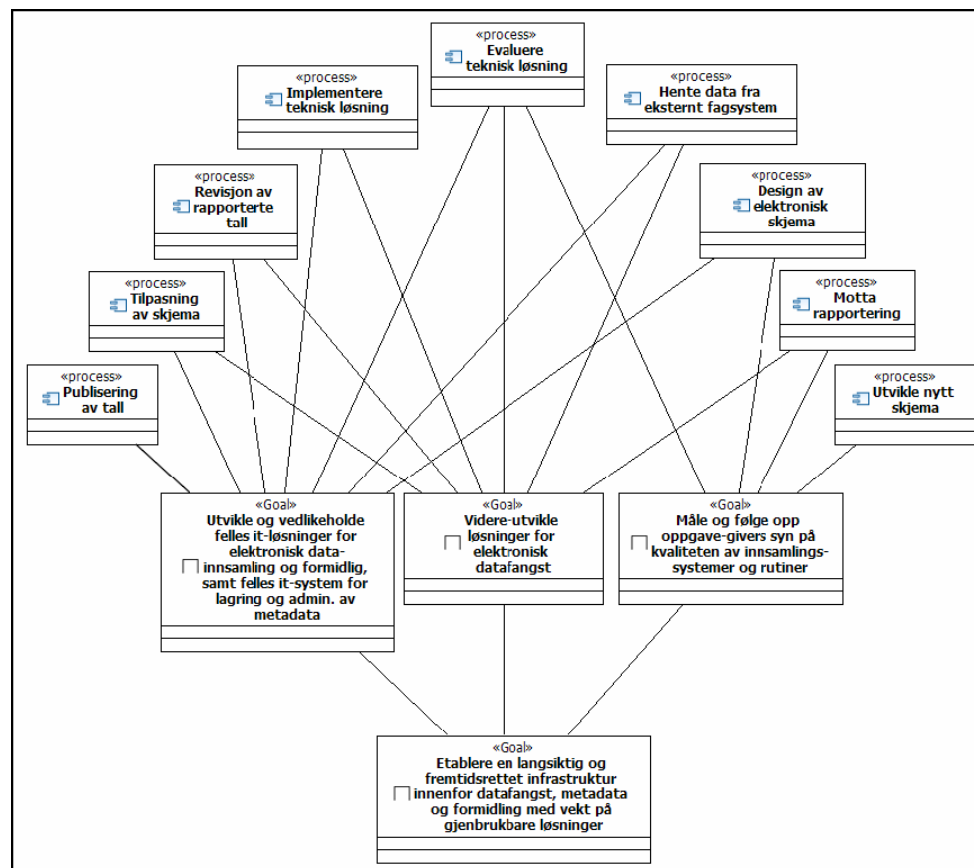 «process»
Evaluere
teknisk løsning
«process»
Implementere
teknisk løsning
«process»
Hente data fra
eksternt fagsystem
«process»
Revisjon av
rapporterte
tall
«process»
Design av
elektronisk
skjema
«process»
Tilpasning
av skjema
«process»
Motta
rapportering
«process»
Publisering
av tall
«process»
Utvikle nytt
skjema
«Goal»
Utvikle og vedlikeholde
felles it-løsninger for
elektronisk data-
innsamling og formidlig,
samt felles it-system for
lagring og admin. av
metadata
«Goal»
Videre-utvikle
løsninger for
elektronisk
datafangst
«Goal»
Måle og følge opp
oppgave-givers syn på
kvaliteten av innsamlings-
systemer og rutiner
«Goal»
Etablere en langsiktig og
fremtidsrettet infrastruktur
innenfor datafangst, metadata
og formidling med vekt på
gjenbrukbare løsninger